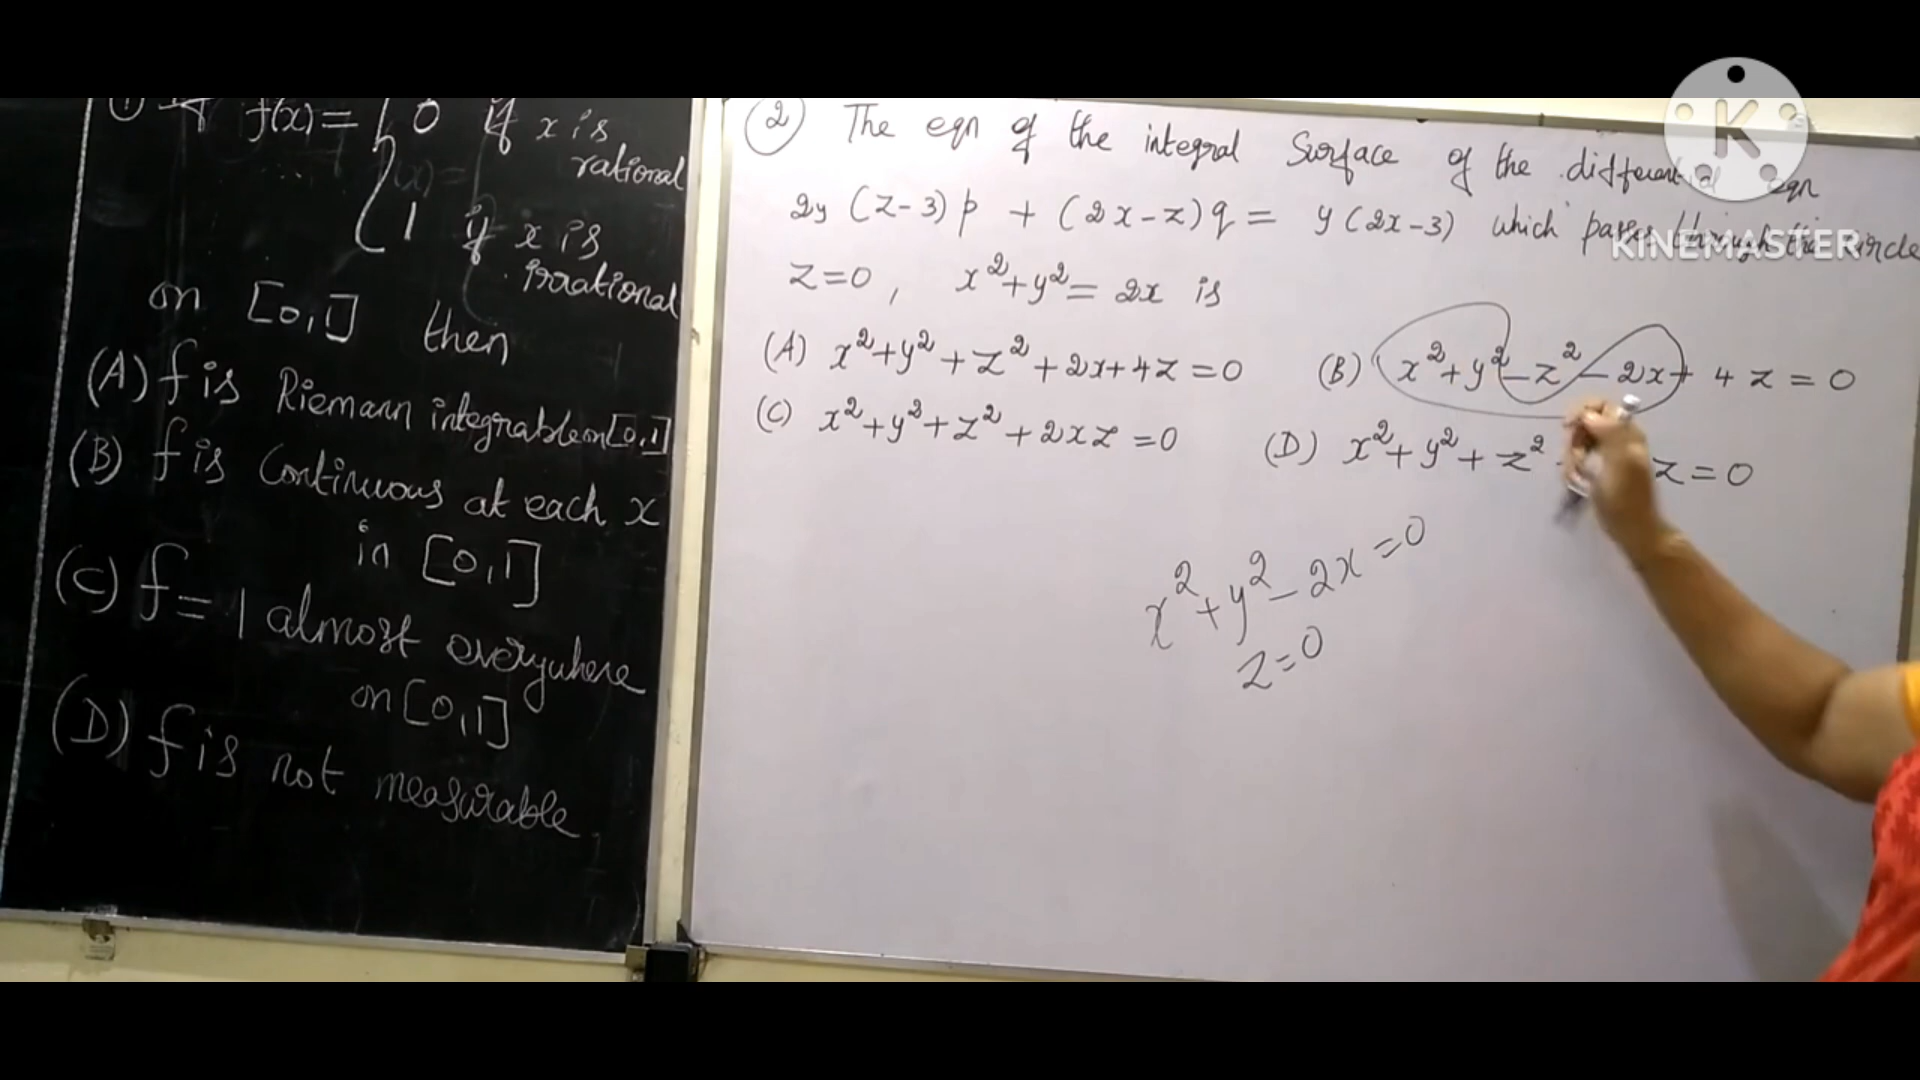 ① If f(x) = { 0 if x is
rational
1 if x is
irrational
on [0,1] then
(A) f is Riemann integrable on [0,1]
(B) f is Continuous at each x
in [0,1]
(C) f = 1 almost everywhere
on [0,1]
(D) f is not measurable.
② The eqn of the integral Surface of the differential eqn
2y (z-3)p + (2x-z)q = y(2x-3) which passes through the circle
z=0, x²+y²=2x is
(A) x²+y²+z²+2x+4z=0 (B) x²+y²-z²-2x+4z=0
(C) x²+y²+z²+2xz=0 (D) x²+y²+z² z=0
x²+y²-2x=0
z=0
K
KINEMASTER